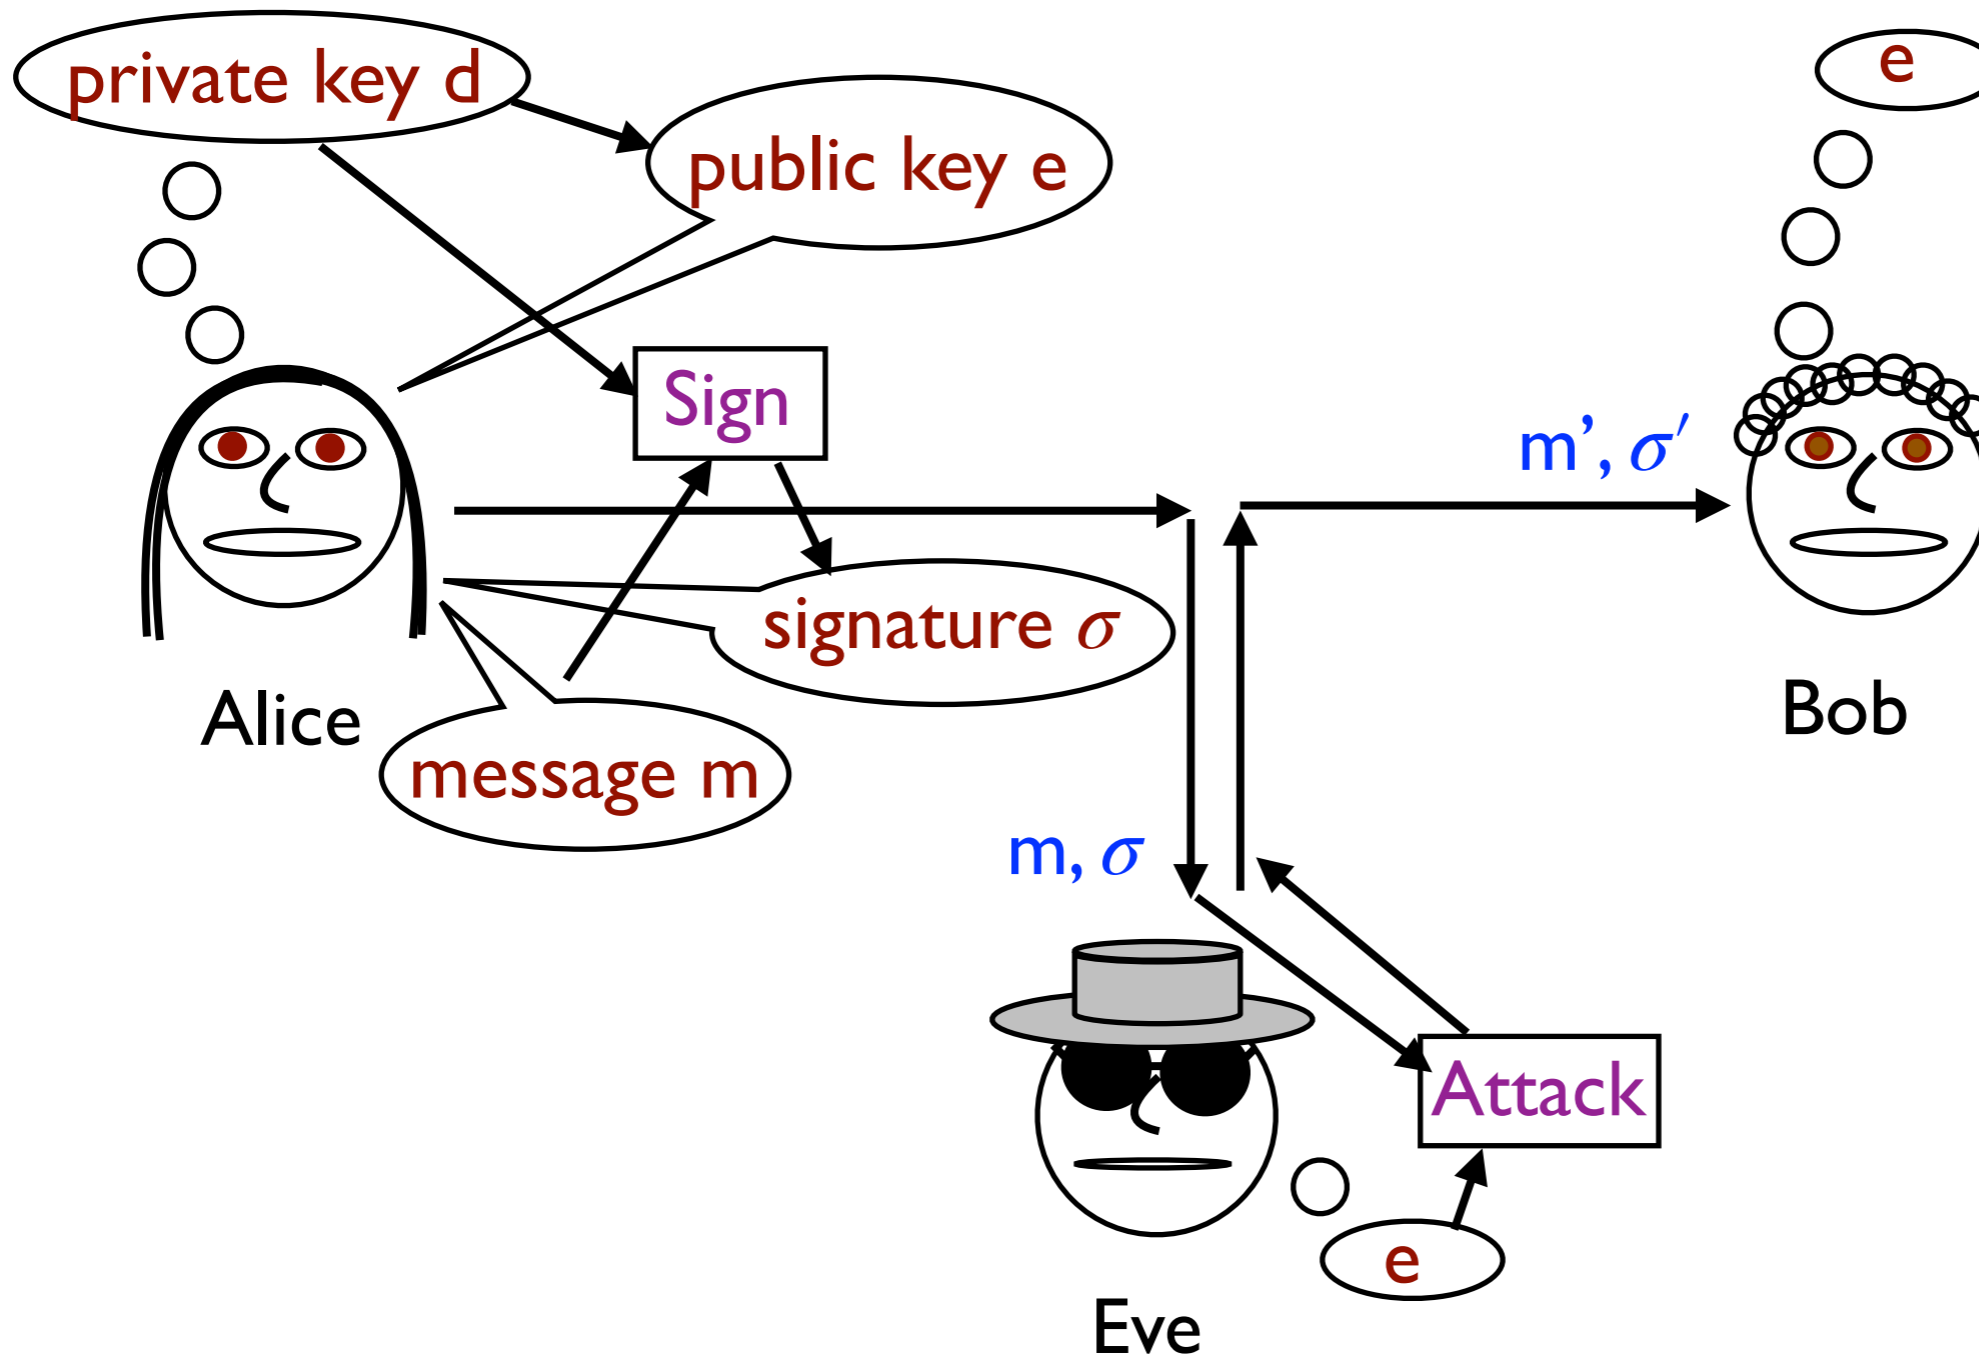 private key d
e
public key e
Sign
m’, σ′
signature σ
Alice
Bob
message m
m, σ
Attack
e
Eve